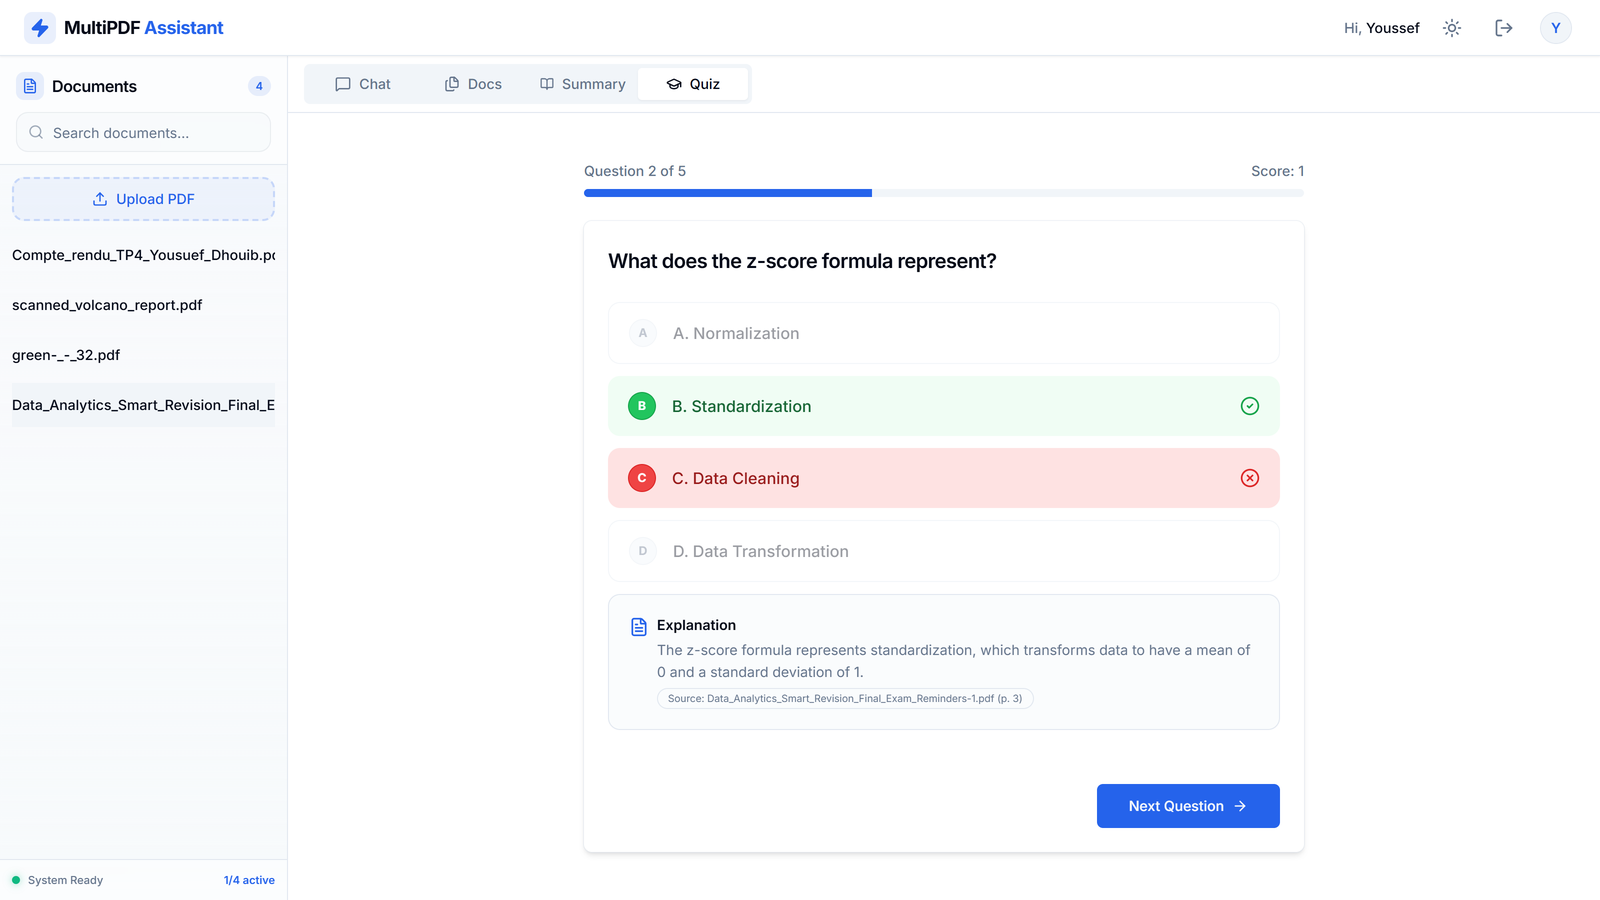 MultiPDF Assistant
Hi, Youssef
Y
Documents
4
Search documents...
Upload PDF
Compte_rendu_TP4_Yousuef_Dhouib.pd
scanned_volcano_report.pdf
green-_-_32.pdf
Data_Analytics_Smart_Revision_Final_E
System Ready
1/4 active
Chat
Docs
Summary
Quiz
Question 2 of 5
Score: 1
What does the z-score formula represent?
A
A. Normalization
B
B. Standardization
C
C. Data Cleaning
D
D. Data Transformation
Explanation
The z-score formula represents standardization, which transforms data to have a mean of
0 and a standard deviation of 1.
Source: Data_Analytics_Smart_Revision_Final_Exam_Reminders-1.pdf (p. 3)
Next Question